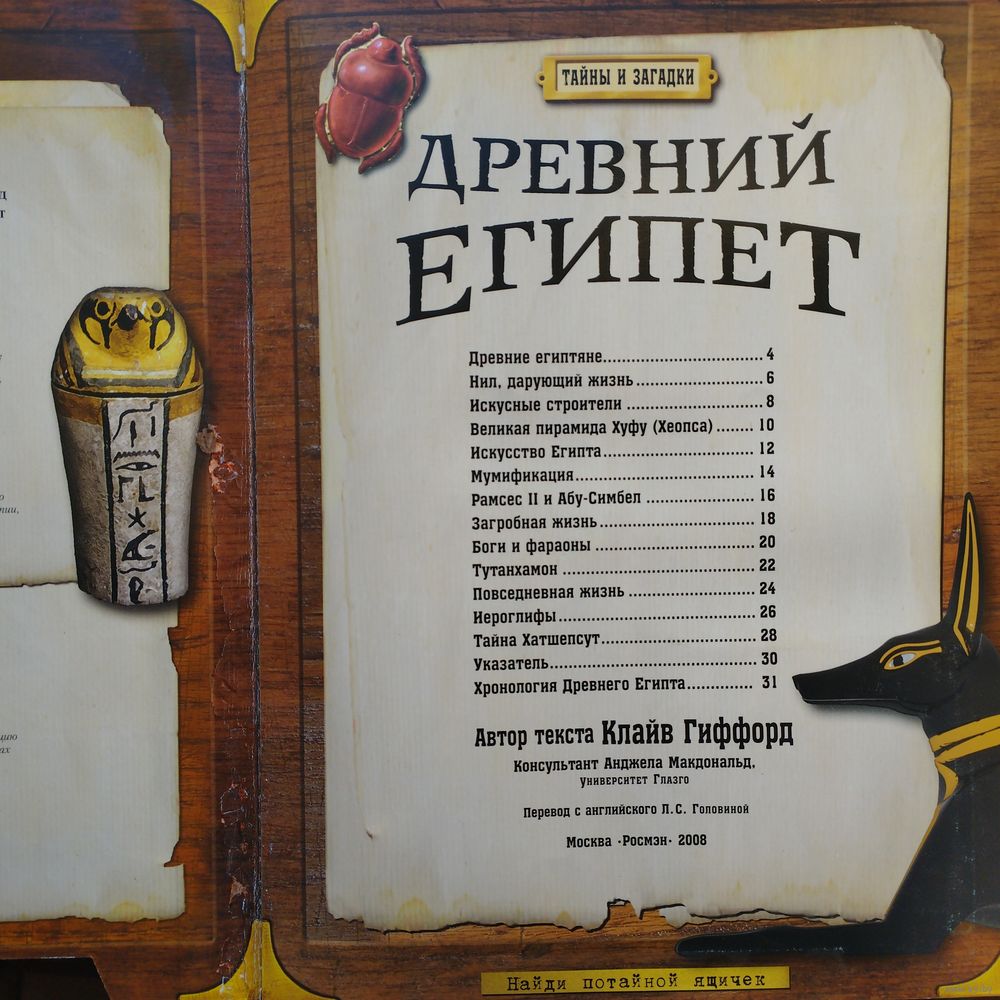 ТАЙНЫ И ЗАГАДКИ
ДРЕВНИЙ
ЕГИПЕТ
Древние египтяне.................................... 4
Нил, дарующий жизнь............................ 6
Искусные строители .............................. 8
Великая пирамида Хуфу (Хеопса)........ 10
Искусство Египта................................... 12
Мумификация........................................ 14
Рамсес II и Абу-Симбел ........................ 16
Загробная жизнь................................... 18
Боги и фараоны ................................... 20
Тутанхамон .......................................... 22
Повседневная жизнь ............................ 24
Иероглифы............................................ 26
Тайна Хатшепсут................................... 28
Указатель.............................................. 30
Хронология Древнего Египта............... 31
Автор текста Клайв Гиффорд
Консультант Анджела Макдональд,
университет Глазго
Перевод с английского Л.С. Головиной
Москва ·Росмэн· 2008
Найди потайной ящичек